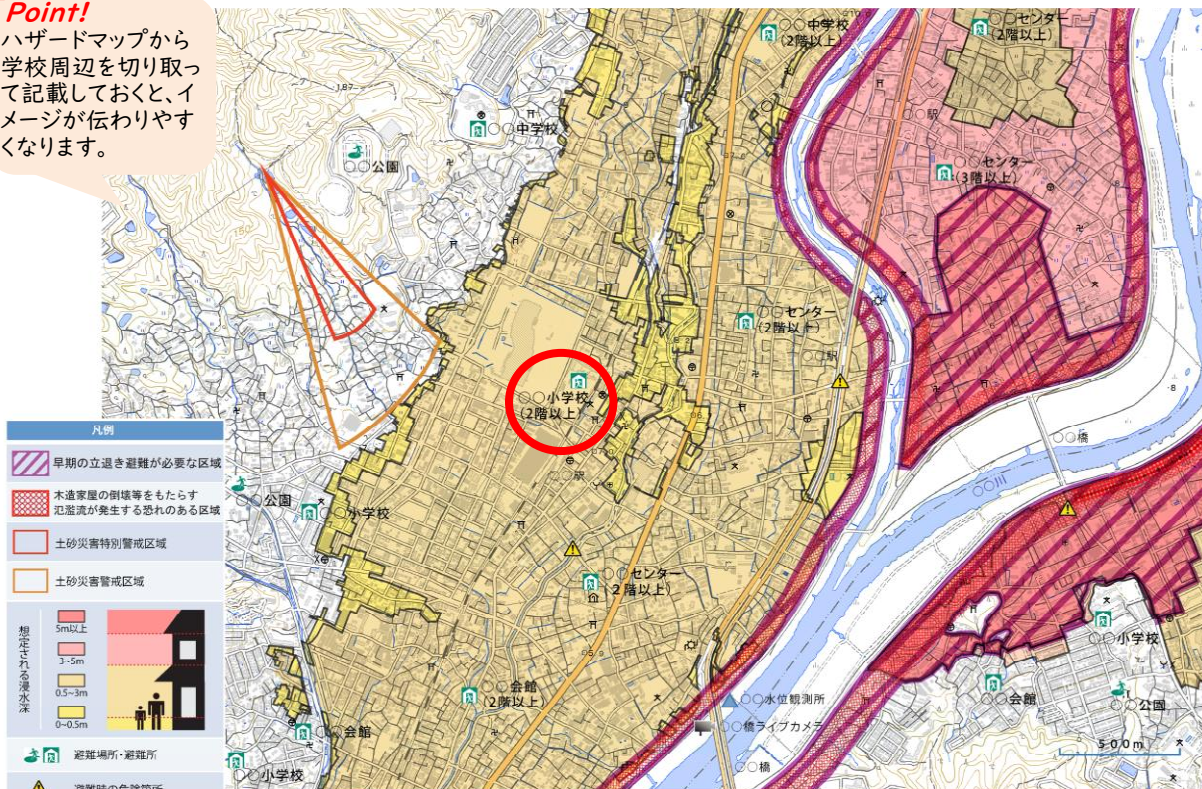 Point!
ハザードマップから
学校周辺を切り取っ
て記載しておくと、イ
メージが伝わりやす
くなります。
○○中学校
(2階以上)
○○センター
(2階以上)
○○中学校
○○公園
○駅
○○センター
(3階以上)
○○センター
(2階以上)
○○駅
○○小学校
(2階以上)
○○駅
○○橋
○○川
凡例
早期の立退き避難が必要な区域
木造家屋の倒壊等をもたらす
氾濫流が発生する恐れのある区域
土砂災害特別警戒区域
土砂災害警戒区域
想定される浸水深
5m以上
3~5m
0.5~3m
0~0.5m
避難場所・避難所
避難時の危険箇所
○○公園
○小学校
○○センター
(2階以上)
○○会館
(2階以上)
○○会館
○○小学校
○○水位観測所
○○橋ライブカメラ
○○橋
○○小学校
○○会館
○○公園
500m